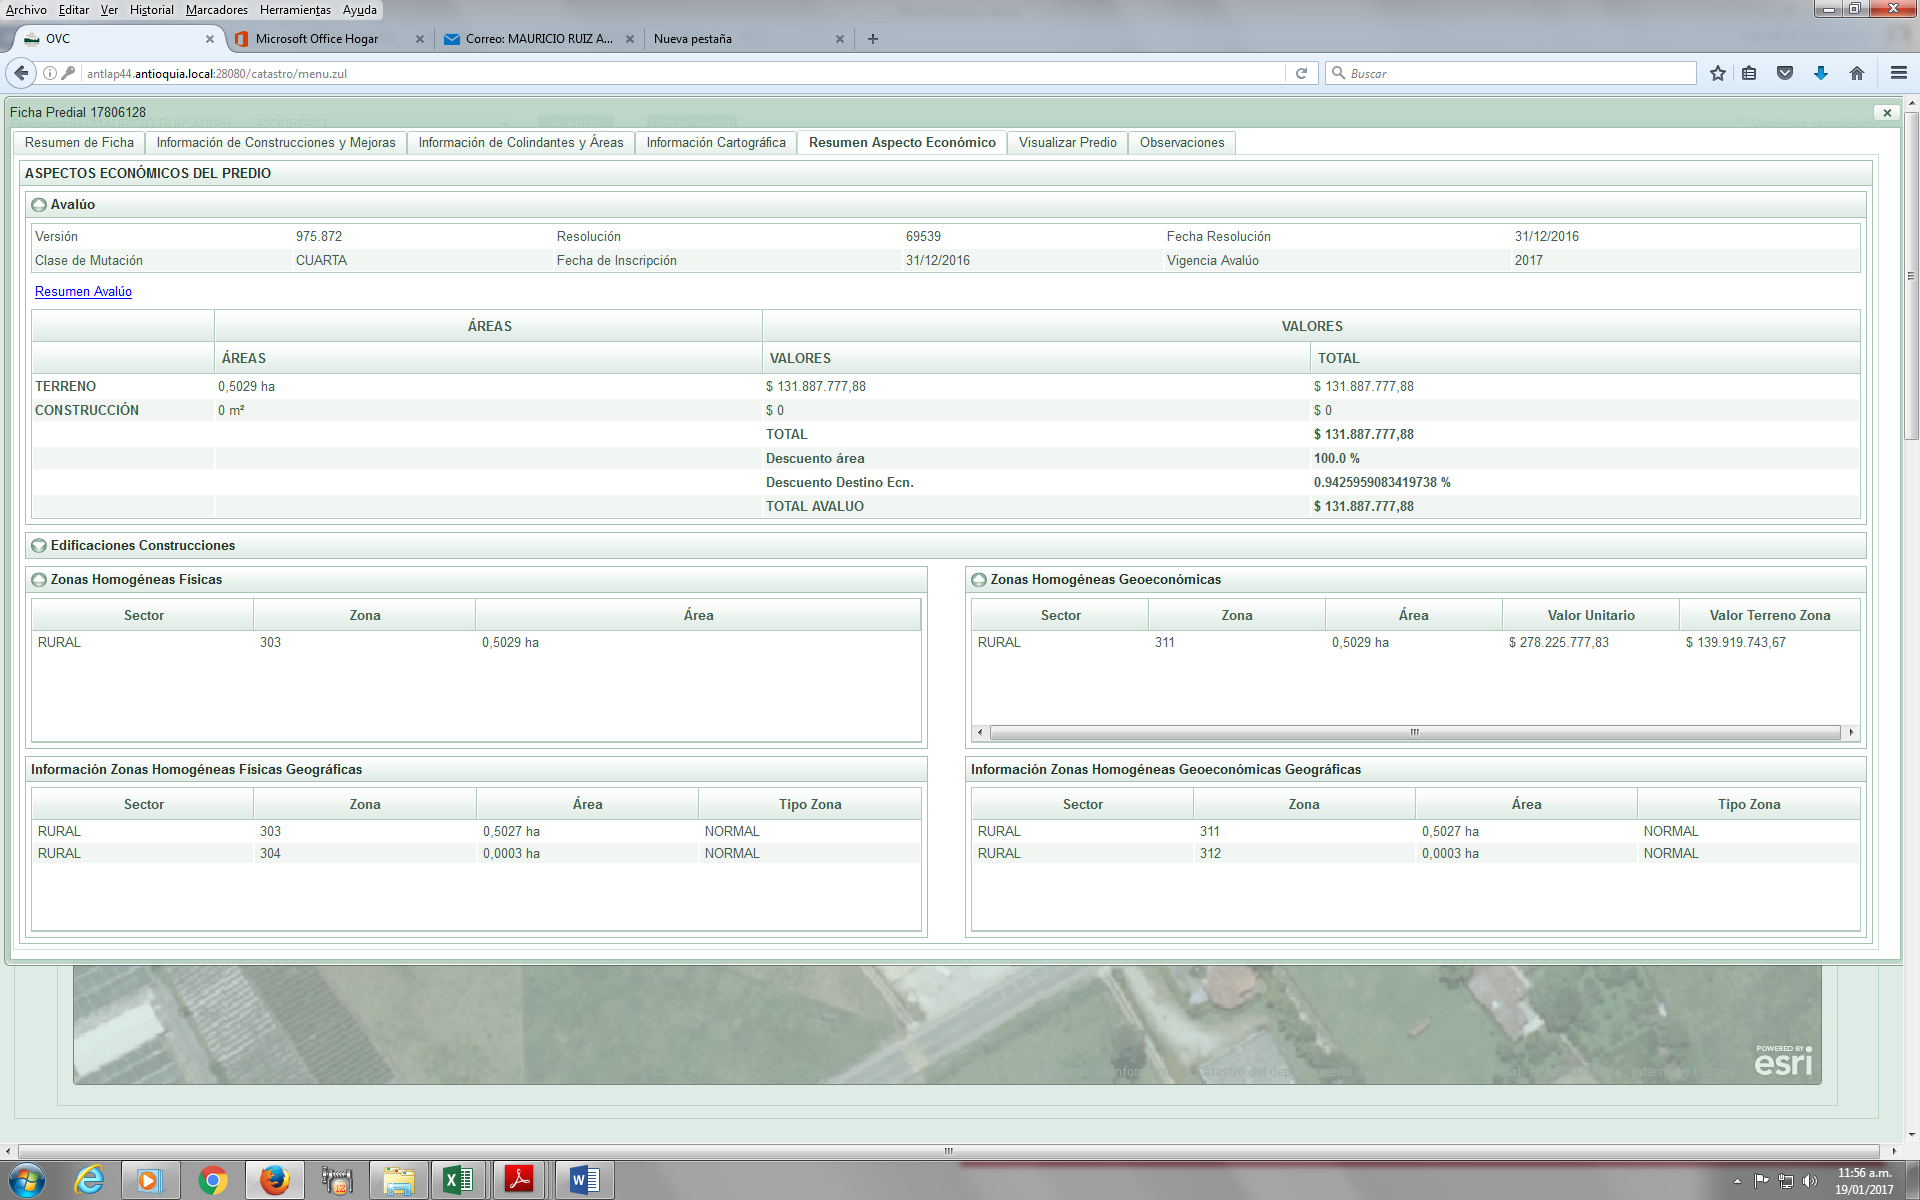 Archivo Editar Ver Historial Marcadores Herramientas Ayuda
OVC
Microsoft Office Hogar
Correo: MAURICIO RUIZ A...
Nueva pestaña
antlap44.antioquia.local:28080/catastro/menu.zul
Buscar
Ficha Predial 17806128
Resumen de Ficha
Información de Construcciones y Mejoras
Información de Colindantes y Áreas
Información Cartográfica
Resumen Aspecto Económico
Visualizar Predio
Observaciones
ASPECTOS ECONÓMICOS DEL PREDIO
Avalúo
Versión 975.872 Resolución 69539 Fecha Resolución 31/12/2016
Clase de Mutación CUARTA Fecha de Inscripción 31/12/2016 Vigencia Avalúo 2017
Resumen Avalúo
ÁREAS VALORES
ÁREAS VALORES TOTAL
TERRENO 0,5029 ha $ 131.887.777,88 $ 131.887.777,88
CONSTRUCCIÓN 0 m² $ 0 $ 0
TOTAL $ 131.887.777,88
Descuento área 100.0 %
Descuento Destino Ecn. 0.9425959083419738 %
TOTAL AVALUO $ 131.887.777,88
Edificaciones Construcciones
Zonas Homogéneas Físicas
Sector Zona Área
RURAL 303 0,5029 ha
Zonas Homogéneas Geoeconómicas
Sector Zona Área Valor Unitario Valor Terreno Zona
RURAL 311 0,5029 ha $ 278.225.777,83 $ 139.919.743,67
Información Zonas Homogéneas Físicas Geográficas
Sector Zona Área Tipo Zona
RURAL 303 0,5027 ha NORMAL
RURAL 304 0,0003 ha NORMAL
Información Zonas Homogéneas Geoeconómicas Geográficas
Sector Zona Área Tipo Zona
RURAL 311 0,5027 ha NORMAL
RURAL 312 0,0003 ha NORMAL
POWERED BY
esri
11:56 a.m.
19/01/2017